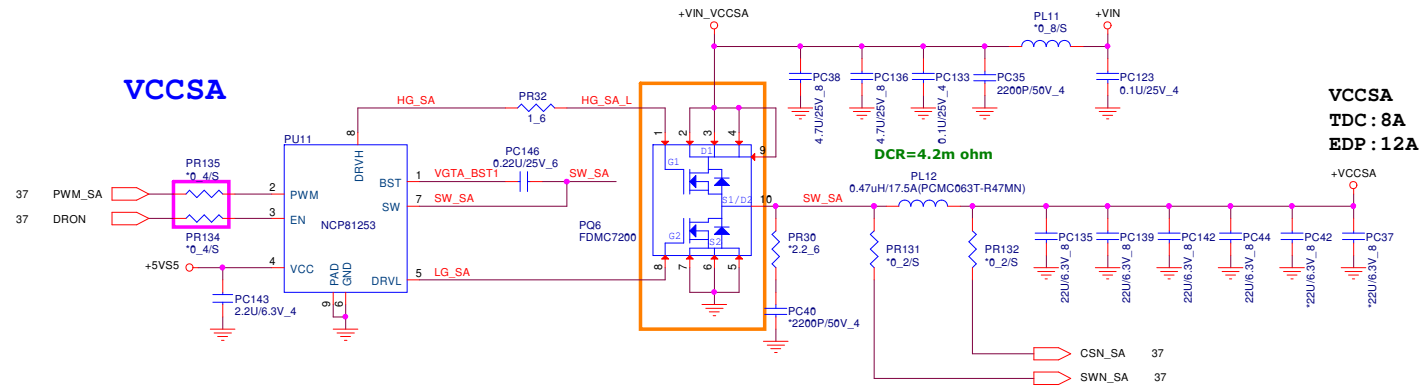 +VIN_VCCSA
PL11
*0_8/S
+VIN
VCCSA
HG_SA
PR32
1_6
HG_SA_L
PC38
4.7U/25V_8
PC136
4.7U/25V_8
PC133
0.1U/25V_4
PC35
2200P/50V_4
PC123
0.1U/25V_4
VCCSA
TDC:8A
EDP:12A
PU11
8
DRVH
1
2
3
4
9
D1
G1
DCR=4.2m ohm
PR135
*0_4/S
PC146
0.22U/25V_6
37 PWM_SA
2
PWM
BST
1
VGTA_BST1
SW_SA
PL12
0.47uH/17.5A(PCMC063T-R47MN)
+VCCSA
37 DRON
3
EN
SW
7
SW_SA
S1/D2
10
SW_SA
NCP81253
PR134
*0_4/S
PQ6
FDMC7200
G2
S2
PR30
*2.2_6
PR131
*0_2/S
PR132
*0_2/S
PC135
22U/6.3V_8
PC139
22U/6.3V_8
PC142
22U/6.3V_8
PC44
22U/6.3V_8
PC42
*22U/6.3V_8
PC37
*22U/6.3V_8
+5VS5
4
VCC
PAD
GND
DRVL
5
LG_SA
8
7
6
5
9
6
PC143
2.2U/6.3V_4
PC40
*2200P/50V_4
CSN_SA 37
SWN_SA 37